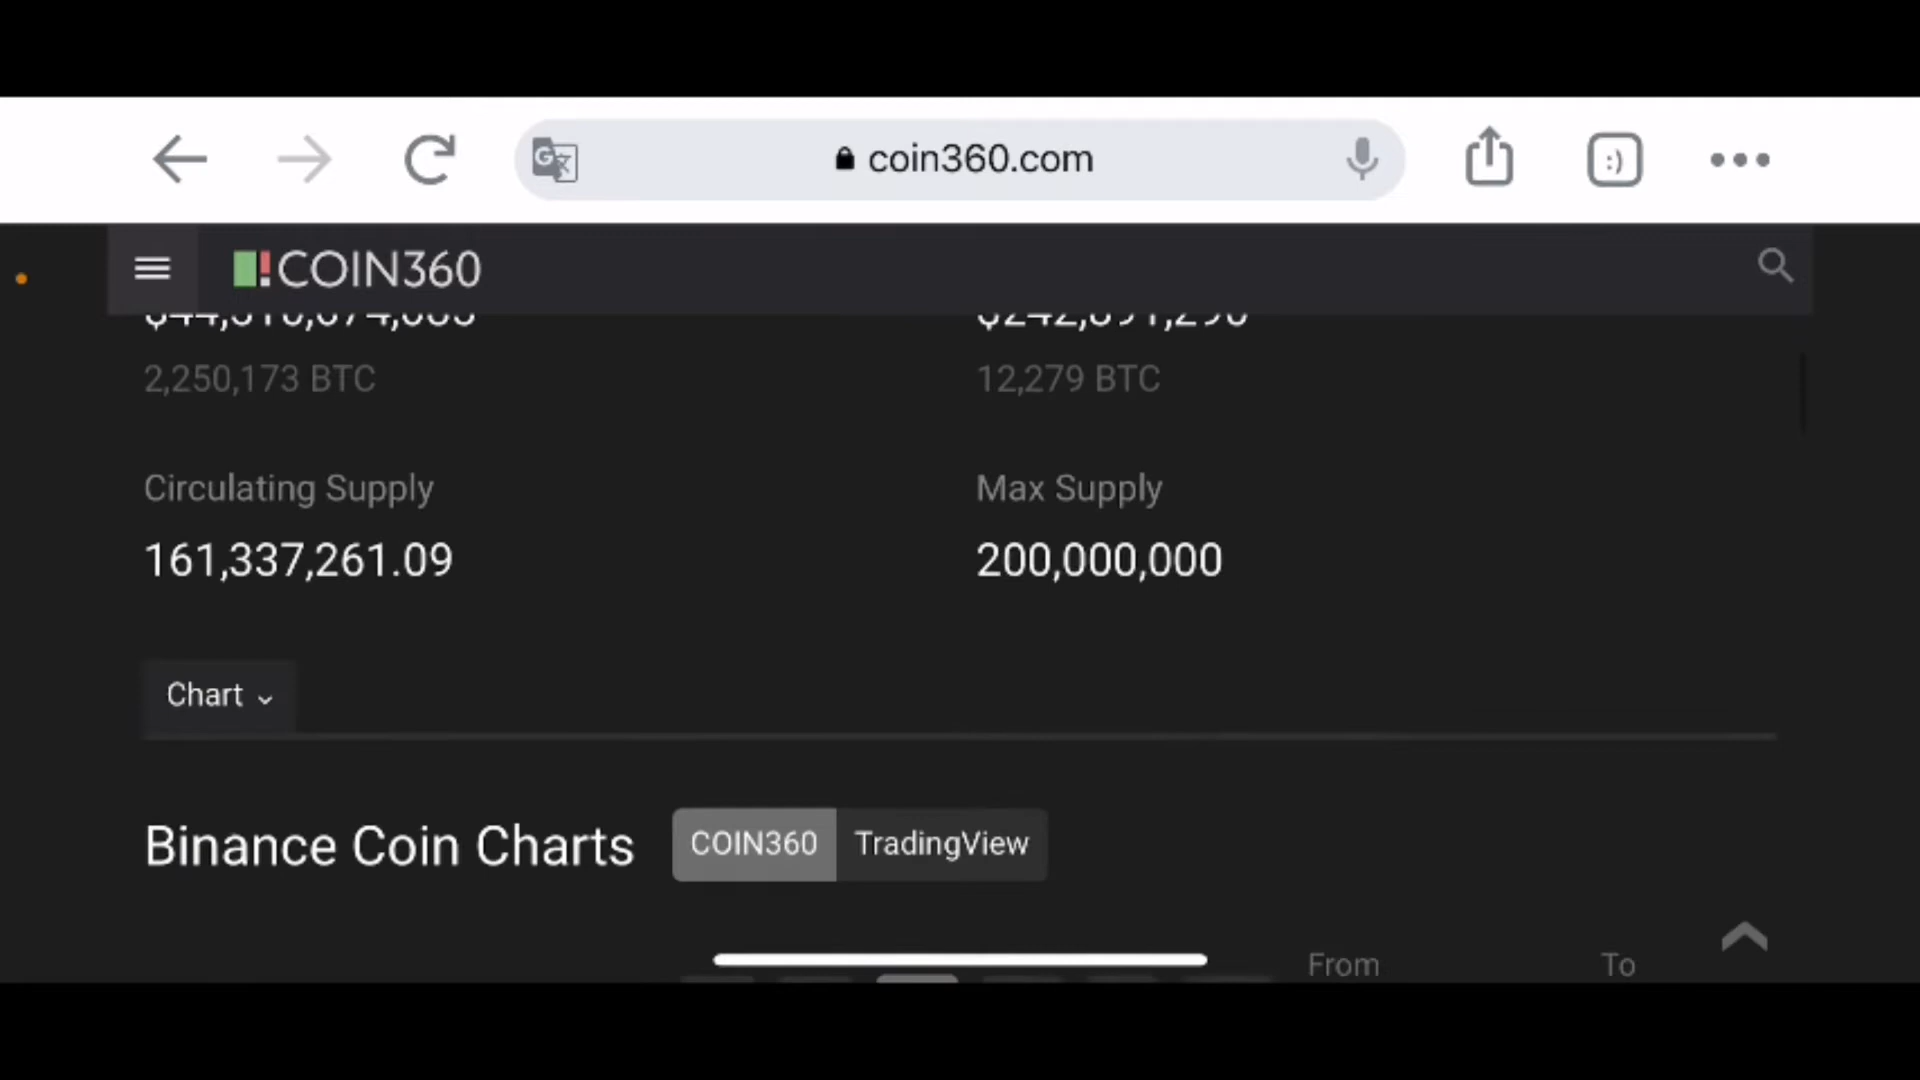 coin360.com
:)
!COIN360
2,250,173 BTC
12,279 BTC
Circulating Supply
Max Supply
161,337,261.09
200,000,000
Chart
Binance Coin Charts
COIN360
TradingView
From
To